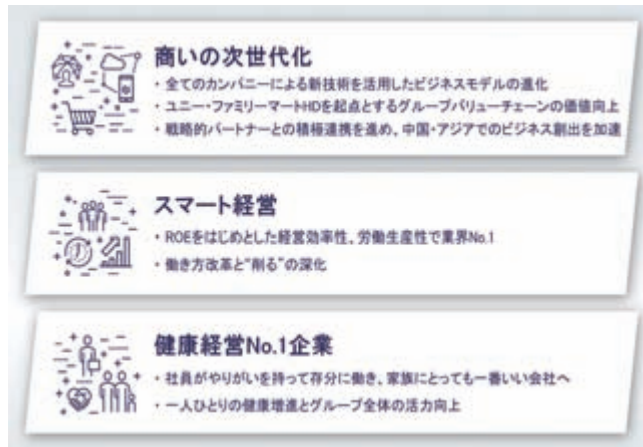 商いの次世代化
・全てのカンパニーによる新技術を活用したビジネスモデルの進化
・ユニー・ファミリーマートHDを起点とするグループバリューチェーンの価値向上
・戦略的パートナーとの積極連携を進め、中国・アジアでのビジネス創出を加速
スマート経営
・ROEをはじめとした経営効率性、労働生産性で業界No.1
・働き方改革と“削る”の深化
健康経営No.1企業
・社員がやりがいを持って存分に働き、家族にとっても一番いい会社へ
・一人ひとりの健康増進とグループ全体の活力向上